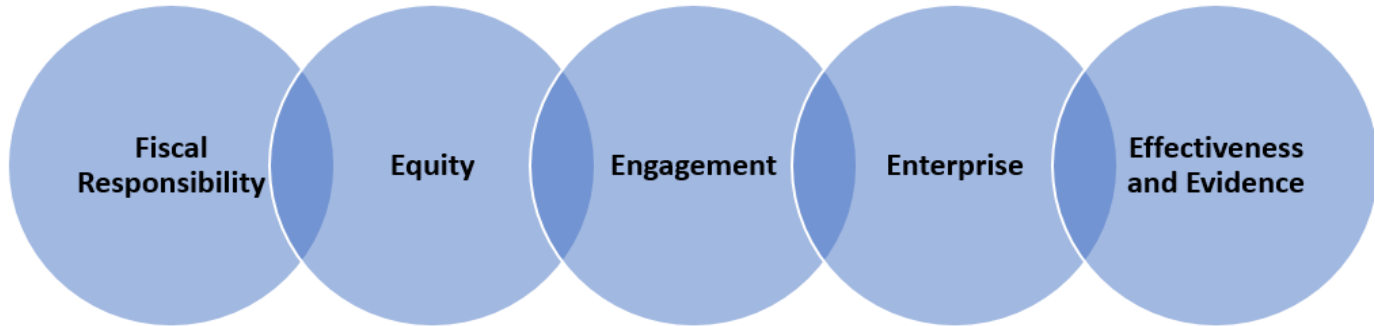 Fiscal
Responsibility
Equity
Engagement
Enterprise
Effectiveness
and Evidence